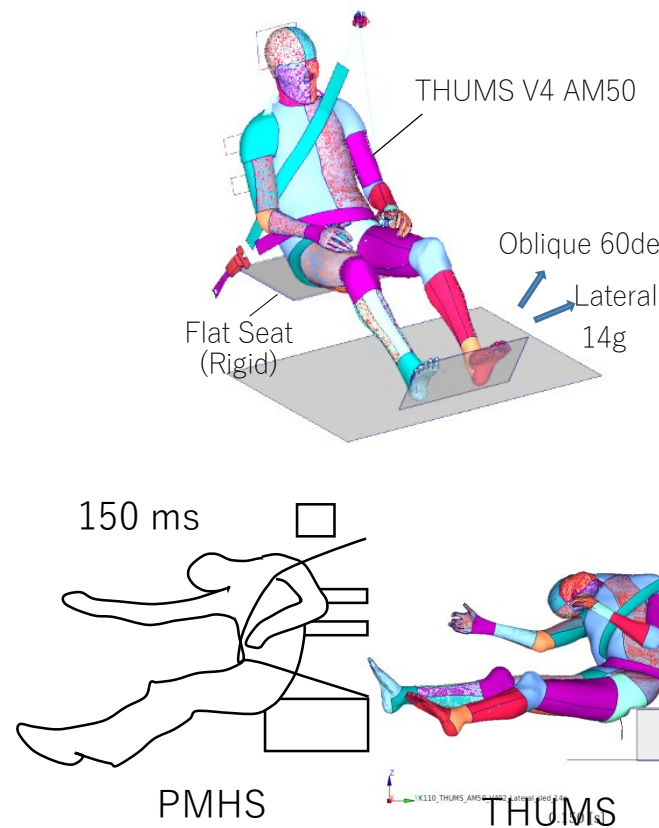 THUMS V4 AM50
Oblique 60de
Lateral
14g
Flat Seat
(Rigid)
150 ms
PMHS
THUMS